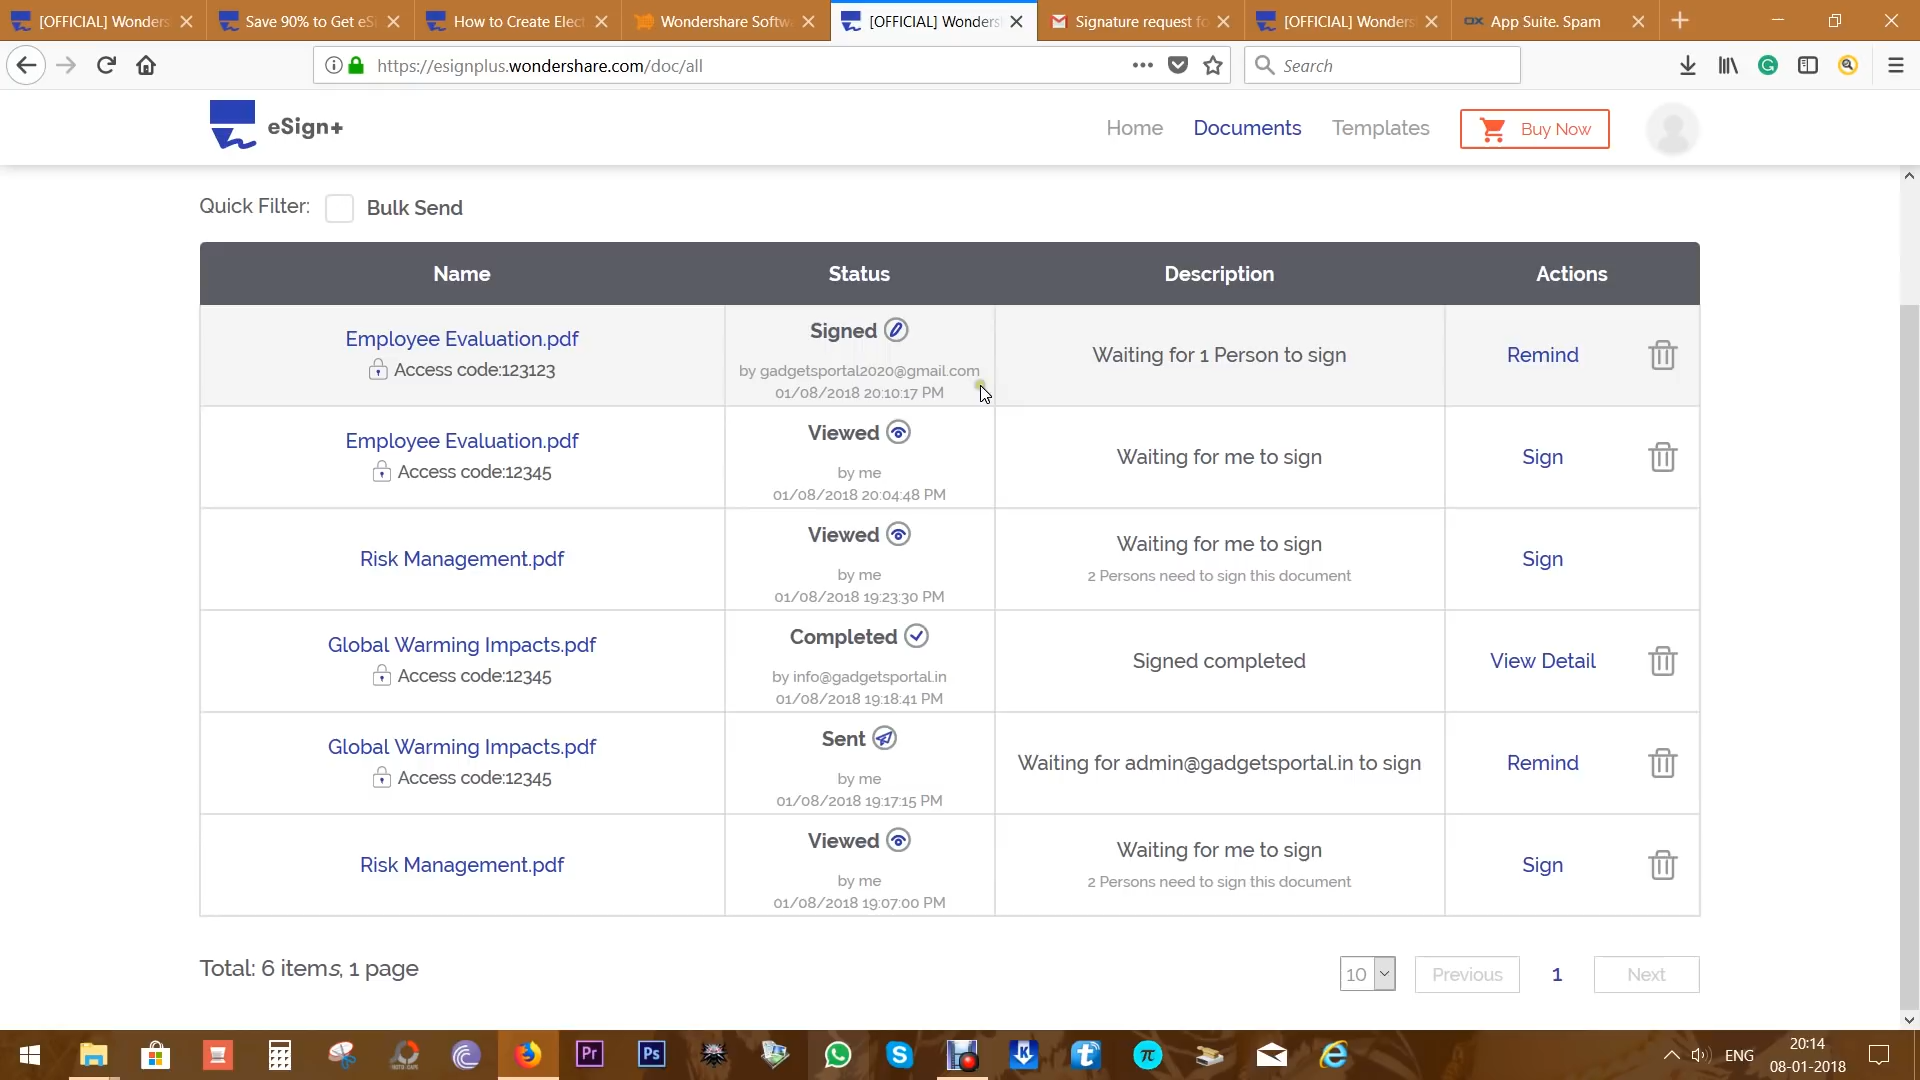 [OFFICIAL] Wonders
Save 90% to Get eS
How to Create Elect
Wondershare Softw
[OFFICIAL] Wonders
Signature request fo
[OFFICIAL] Wonders
App Suite. Spam
https://esignplus.wondershare.com/doc/all
Search
eSign+
Home
Documents
Templates
Buy Now
Quick Filter:
Bulk Send
Name
Status
Description
Actions
Employee Evaluation.pdf
Access code:123123
Signed
by gadgetsportal2020@gmail.com
01/08/2018 20:10:17 PM
Waiting for 1 Person to sign
Remind
Employee Evaluation.pdf
Access code:12345
Viewed
by me
01/08/2018 20:04:48 PM
Waiting for me to sign
Sign
Risk Management.pdf
Viewed
by me
01/08/2018 19:23:30 PM
Waiting for me to sign
2 Persons need to sign this document
Sign
Global Warming Impacts.pdf
Access code:12345
Completed
by info@gadgetsportal.in
01/08/2018 19:18:41 PM
Signed completed
View Detail
Global Warming Impacts.pdf
Access code:12345
Sent
by me
01/08/2018 19:17:15 PM
Waiting for admin@gadgetsportal.in to sign
Remind
Risk Management.pdf
Viewed
by me
01/08/2018 19:07:00 PM
Waiting for me to sign
2 Persons need to sign this document
Sign
Total: 6 items, 1 page
10
Previous
1
Next
Pr
Ps
ENG
20:14
08-01-2018